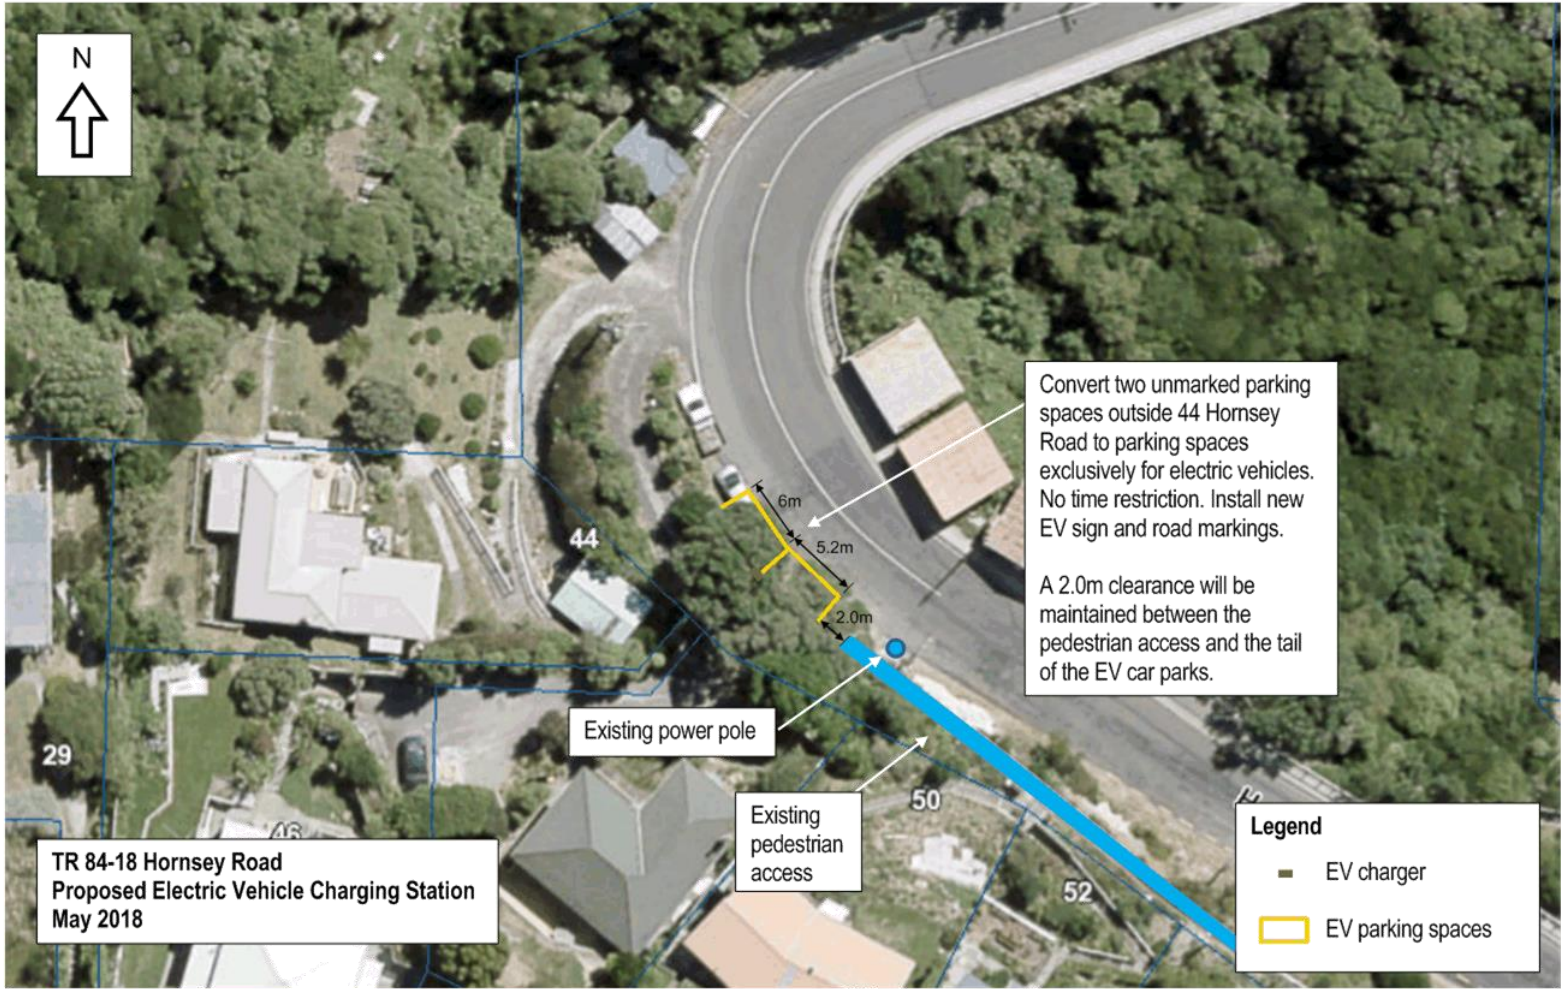 N
Convert two unmarked parking
spaces outside 44 Hornsey
Road to parking spaces
exclusively for electric vehicles.
No time restriction. Install new
EV sign and road markings.
A 2.0m clearance will be
maintained between the
pedestrian access and the tail
of the EV car parks.
6m
5.2m
2.0m
44
Existing power pole
29
50
Existing
pedestrian
access
46
52
H
TR 84-18 Hornsey Road
Proposed Electric Vehicle Charging Station
May 2018
Legend
EV charger
EV parking spaces